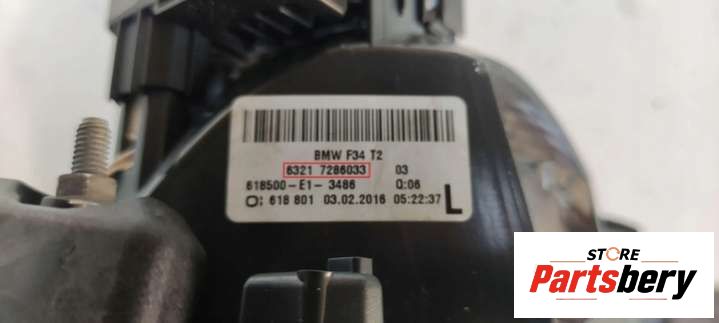 BMW F34 T2
6321 7286033 03
618500-E1- 3486 Q:06
O: 618 801 03.02.2016 05:22:37 L
STORE
Partsbery